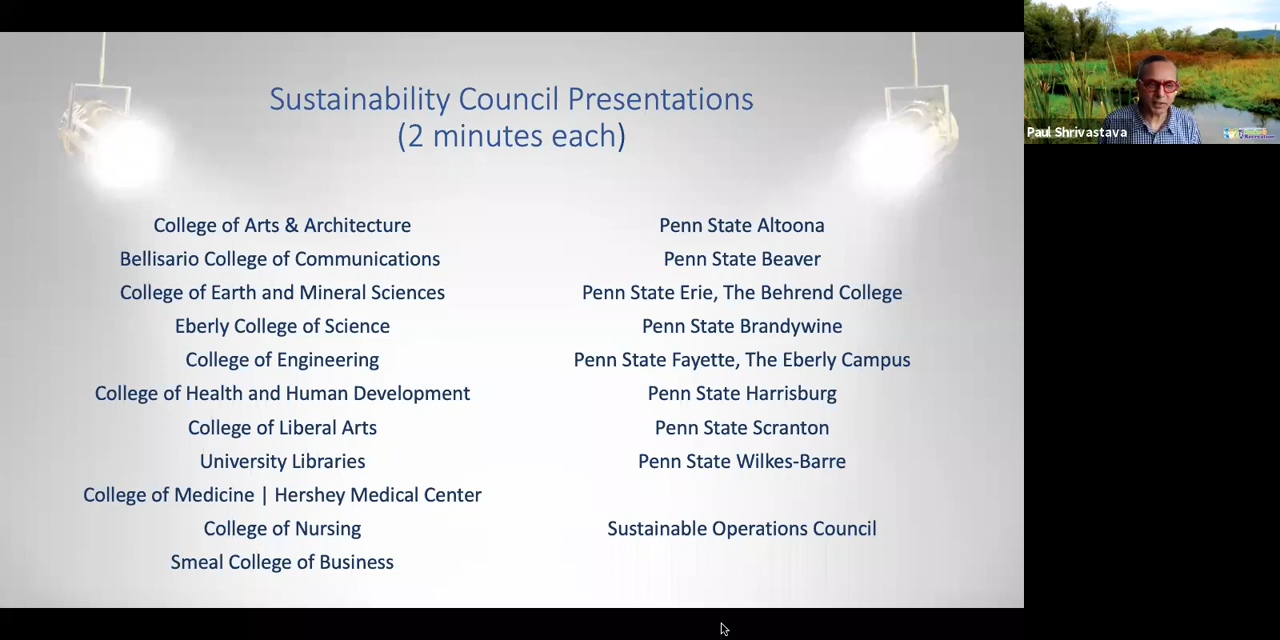 Sustainability Council Presentations
(2 minutes each)
College of Arts & Architecture
Bellisario College of Communications
College of Earth and Mineral Sciences
Eberly College of Science
College of Engineering
College of Health and Human Development
College of Liberal Arts
University Libraries
College of Medicine | Hershey Medical Center
College of Nursing
Smeal College of Business
Penn State Altoona
Penn State Beaver
Penn State Erie, The Behrend College
Penn State Brandywine
Penn State Fayette, The Eberly Campus
Penn State Harrisburg
Penn State Scranton
Penn State Wilkes-Barre
Sustainable Operations Council
Paul Shrivastava